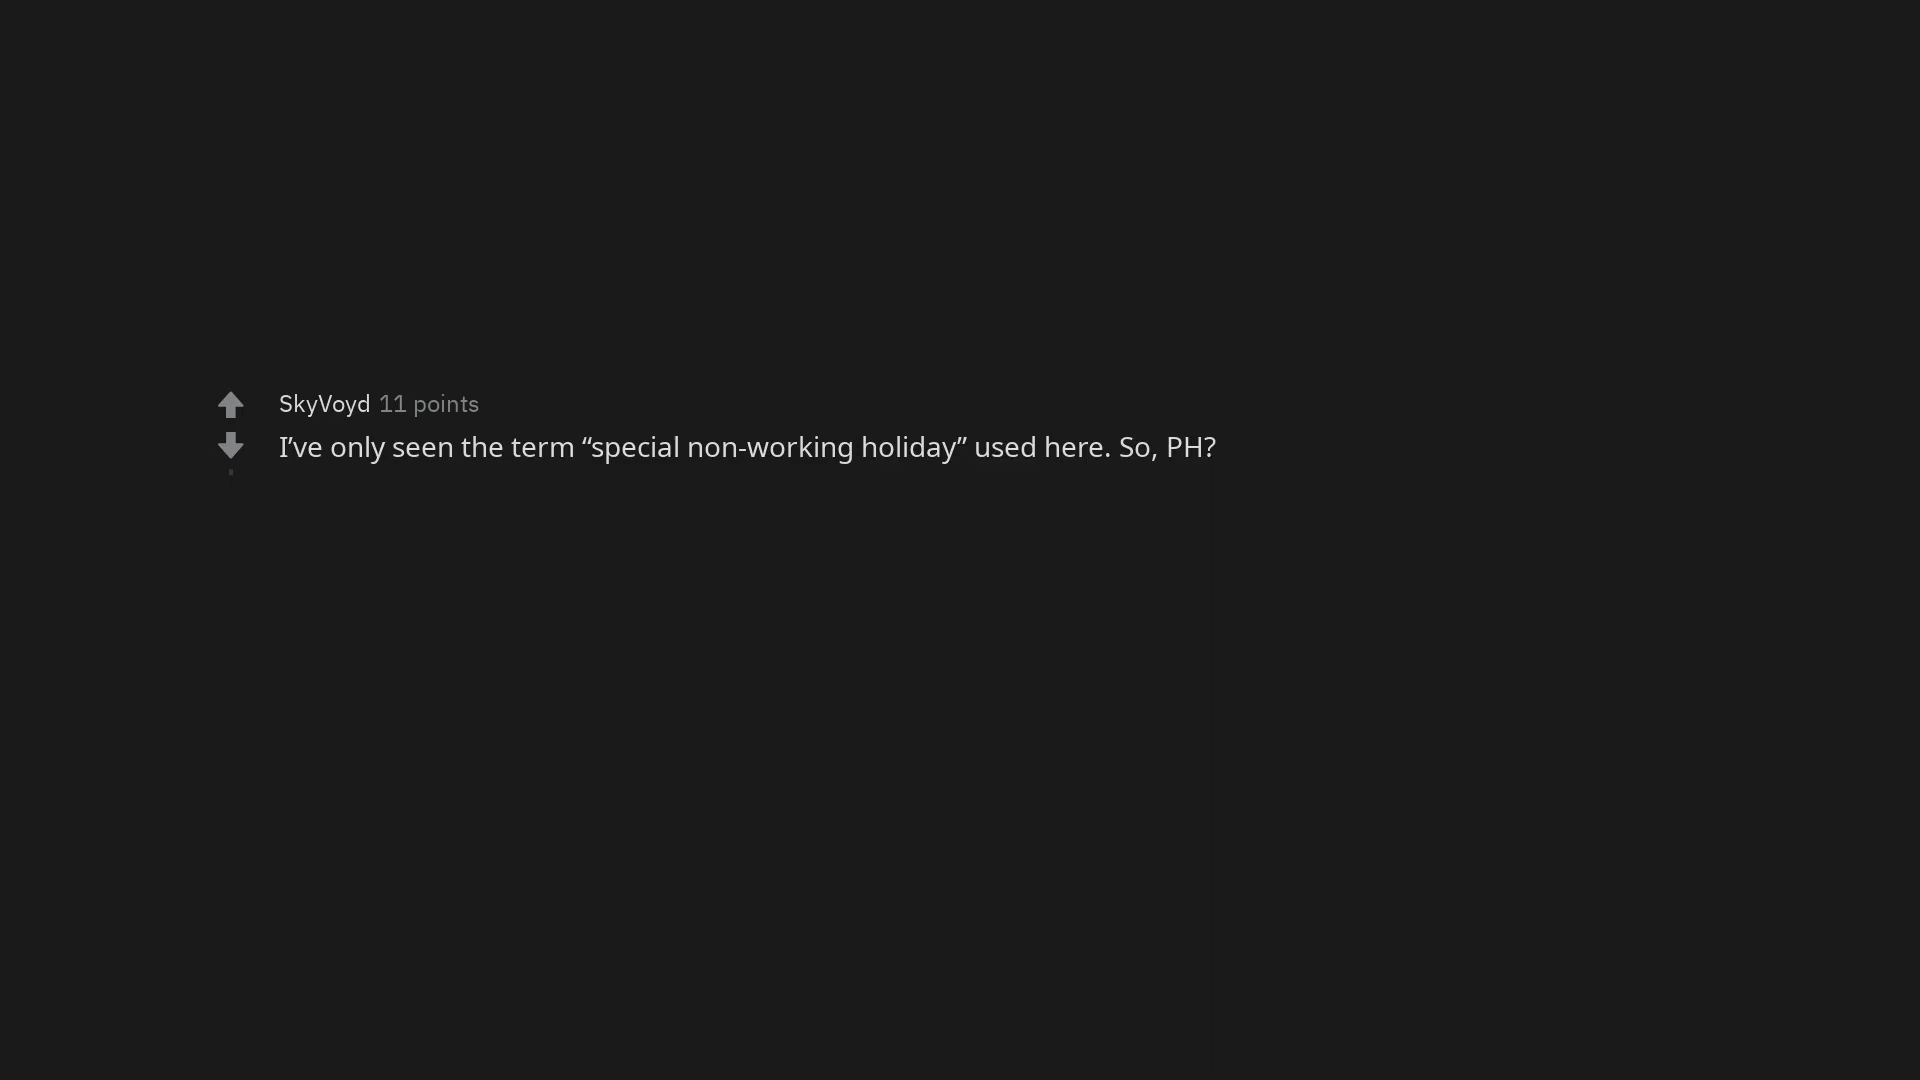 SkyVoyd 11 points
I’ve only seen the term “special non-working holiday” used here. So, PH?